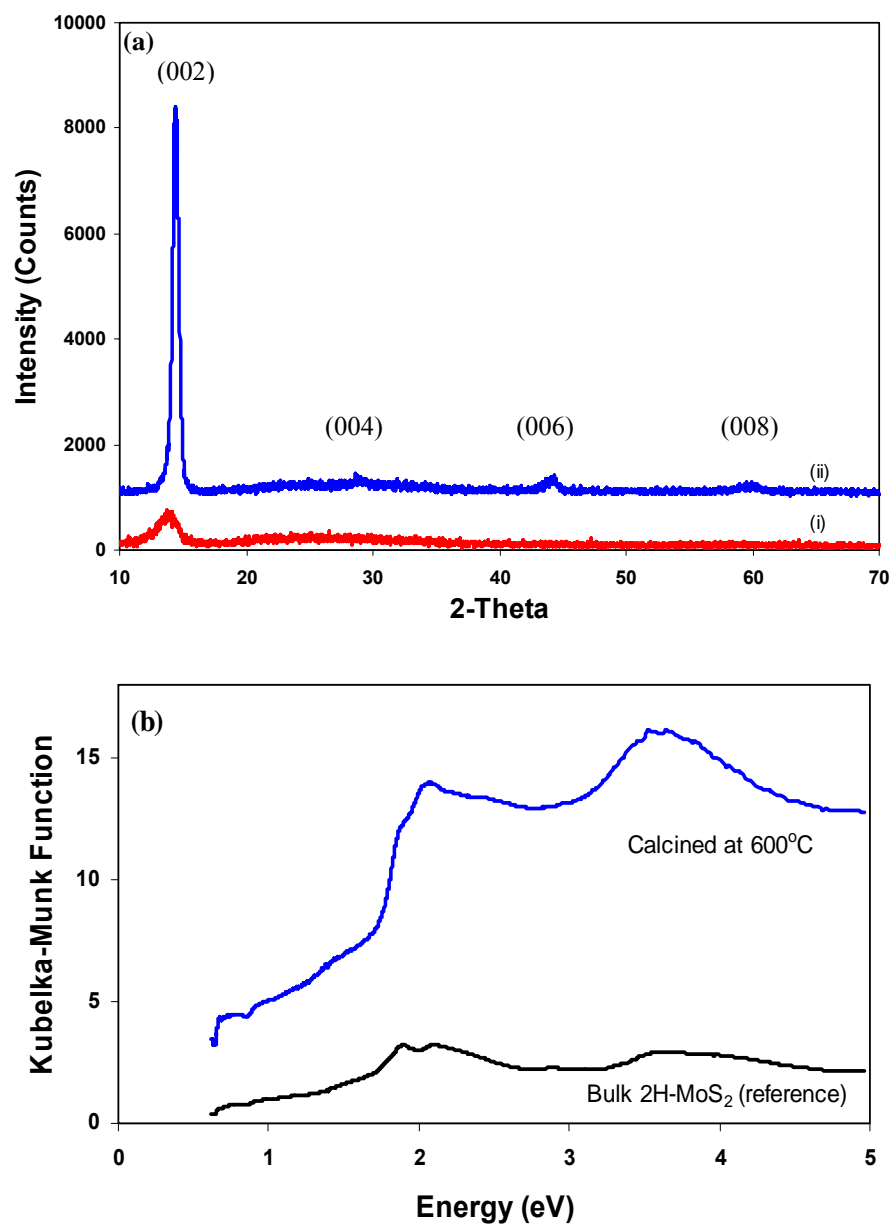 (a)
10000
(002)
8000
6000
Intensity (Counts)
4000
(004)
(006)
(008)
2000
(ii)
(i)
0
10
20
30
40
50
60
70
2-Theta
(b)
15
Calcined at 600°C
10
Kubelka-Munk Function
5
Bulk 2H-MoS₂ (reference)
0
0
1
2
3
4
5
Energy (eV)